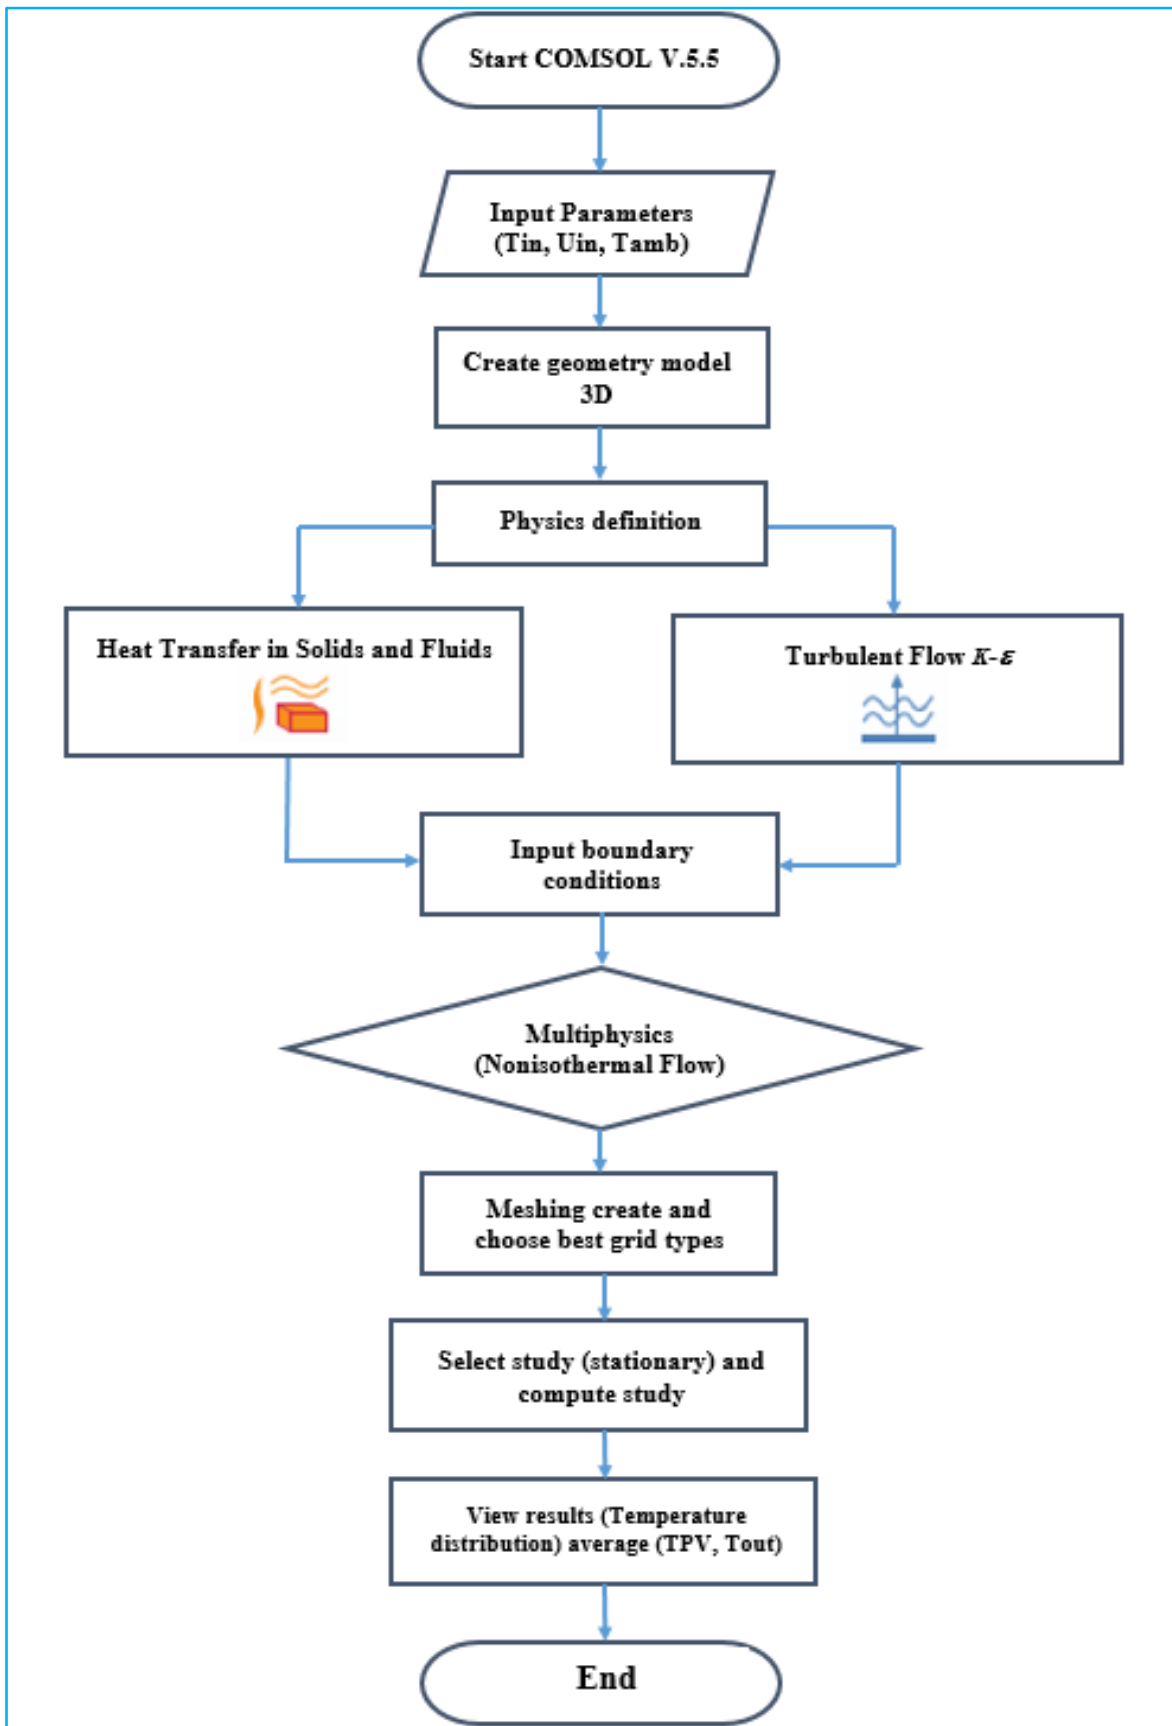 Start COMSOL V.5.5
Input Parameters
(Tin, Uin, Tamb)
Create geometry model
3D
Physics definition
Heat Transfer in Solids and Fluids
Turbulent Flow K-ε
Input boundary
conditions
Multiphysics
(Nonisothermal Flow)
Meshing create and
choose best grid types
Select study (stationary) and
compute study
View results (Temperature
distribution) average (TPV, Tout)
End